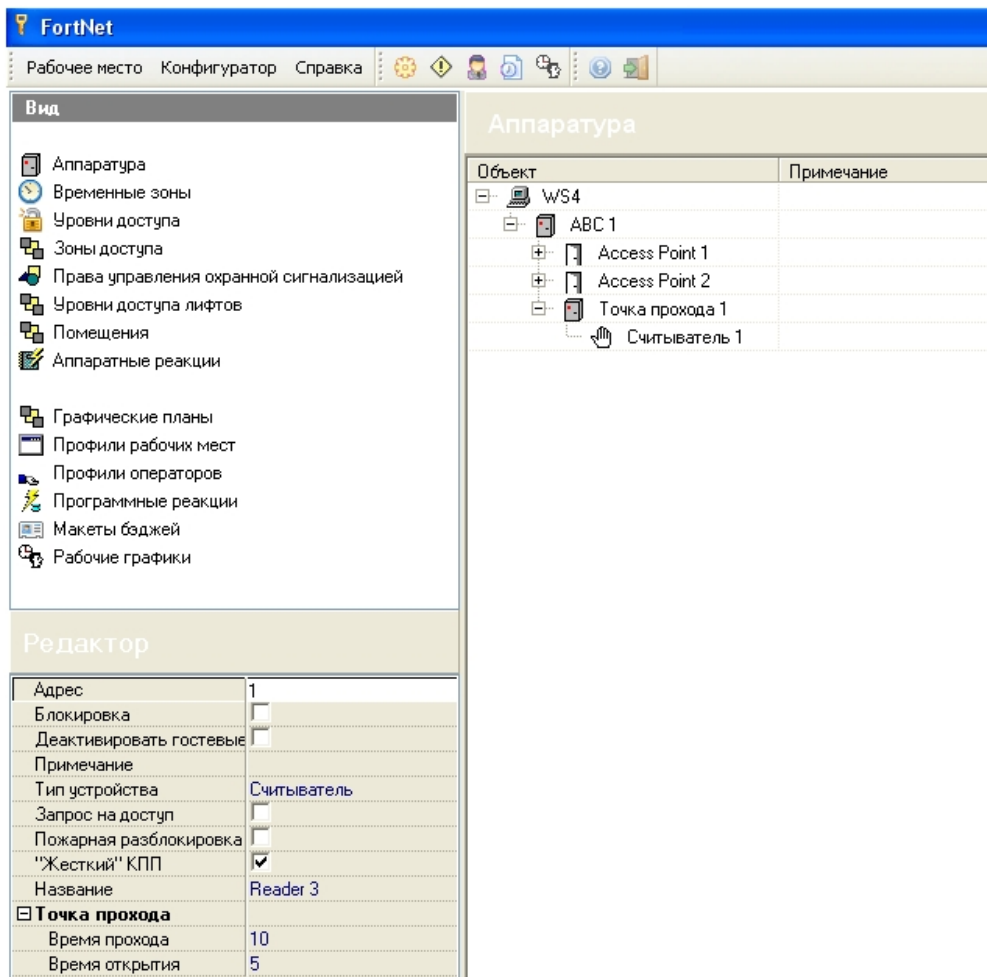 FortNet
Рабочее место Конфигуратор Справка
Вид
Аппаратура
Временные зоны
Уровни доступа
Зоны доступа
Права управления охранной сигнализацией
Уровни доступа лифтов
Помещения
Аппаратные реакции
Графические планы
Профили рабочих мест
Профили операторов
Программные реакции
Макеты бэджей
Рабочие графики
Редактор
Адрес 1
Блокировка
Деактивировать гостевые
Примечание
Тип устройства Считыватель
Запрос на доступ
Пожарная разблокировка
"Жесткий" КПП
Название Reader 3
Точка прохода
Время прохода 10
Время открытия 5
Аппаратура
Объект Примечание
WS4
ABC 1
Access Point 1
Access Point 2
Точка прохода 1
Считыватель 1